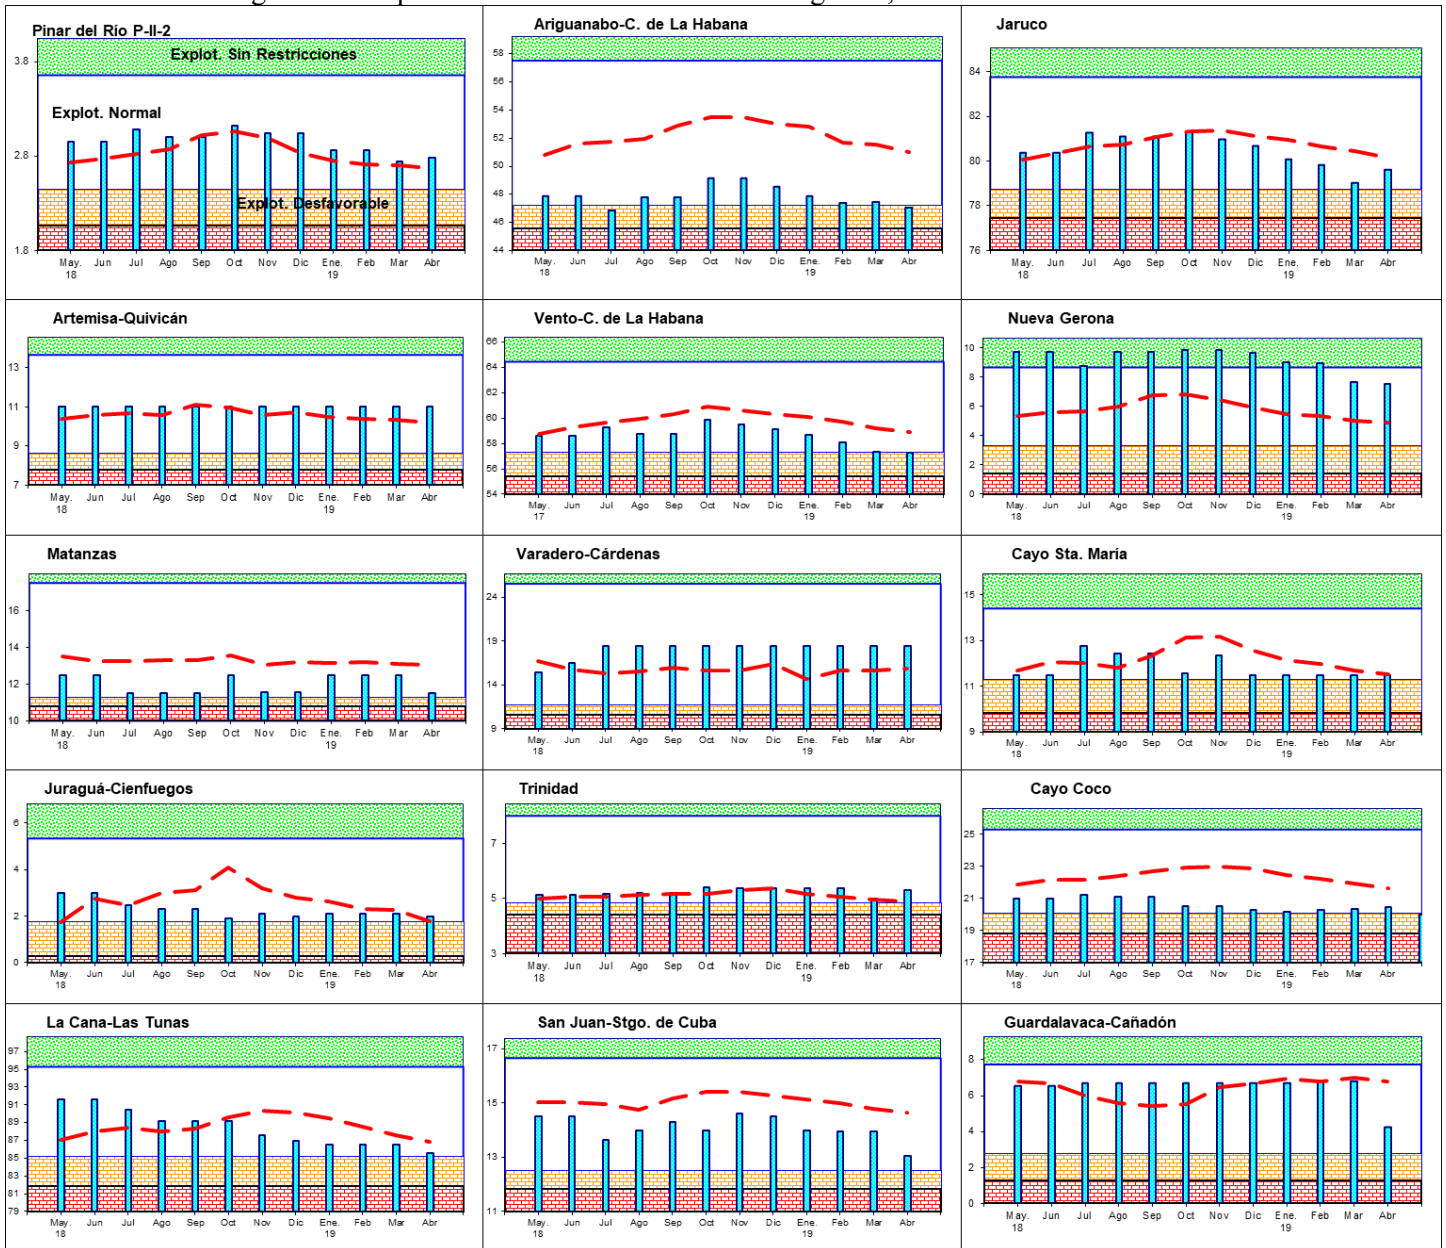 Pinar del Río P-II-2
Explot. Sin Restricciones
Explot. Normal
Explot. Desfavorable
3.8
2.8
1.8
May. Jun Jul Ago Sep Oct Nov Dic Ene. Feb Mar Abr
18 19
Ariguanabo-C. de La Habana
58
56
54
52
50
48
46
44
May. Jun Jul Ago Sep Oct Nov Dic Ene. Feb Mar Abr
18 19
Jaruco
84
82
80
78
76
May. Jun Jul Ago Sep Oct Nov Dic Ene. Feb Mar Abr
18 19
Artemisa-Quivicán
13
11
9
7
May. Jun Jul Ago Sep Oct Nov Dic Ene. Feb Mar Abr
18 19
Vento-C. de La Habana
66
64
62
60
58
56
54
May. Jun Jul Ago Sep Oct Nov Dic Ene. Feb Mar Abr
17 19
Nueva Gerona
10
8
6
4
2
0
May. Jun Jul Ago Sep Oct Nov Dic Ene. Feb Mar Abr
18 19
Matanzas
16
14
12
10
May. Jun Jul Ago Sep Oct Nov Dic Ene. Feb Mar Abr
18 19
Varadero-Cárdenas
24
19
14
9
May. Jun Jul Ago Sep Oct Nov Dic Ene. Feb Mar Abr
18 19
Cayo Sta. María
15
13
11
9
May. Jun Jul Ago Sep Oct Nov Dic Ene. Feb Mar Abr
18 19
Juraguá-Cienfuegos
6
4
2
0
May. Jun Jul Ago Sep Oct Nov Dic Ene. Feb Mar Abr
18 19
Trinidad
7
5
3
May. Jun Jul Ago Sep Oct Nov Dic Ene. Feb Mar Abr
18 19
Cayo Coco
25
23
21
19
17
May. Jun Jul Ago Sep Oct Nov Dic Ene. Feb Mar Abr
18 19
La Cana-Las Tunas
97
95
93
91
89
87
85
83
81
79
May. Jun Jul Ago Sep Oct Nov Dic Ene. Feb Mar Abr
18 19
San Juan-Stgo. de Cuba
17
15
13
11
May. Jun Jul Ago Sep Oct Nov Dic Ene. Feb Mar Abr
18 19
Guardalavaca-Cañadón
8
6
4
2
0
May. Jun Jul Ago Sep Oct Nov Dic Ene. Feb Mar Abr
18 19